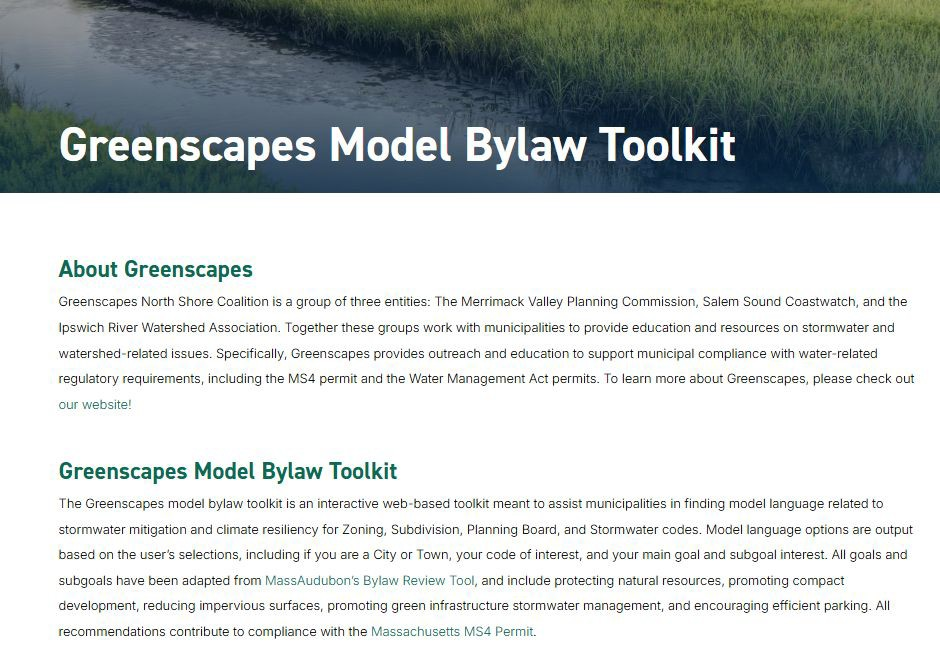 Greenscapes Model Bylaw Toolkit
About Greenscapes
Greenscapes North Shore Coalition is a group of three entities: The Merrimack Valley Planning Commission, Salem Sound Coastwatch, and the
Ipswich River Watershed Association. Together these groups work with municipalities to provide education and resources on stormwater and
watershed-related issues. Specifically, Greenscapes provides outreach and education to support municipal compliance with water-related
regulatory requirements, including the MS4 permit and the Water Management Act permits. To learn more about Greenscapes, please check out
our website!
Greenscapes Model Bylaw Toolkit
The Greenscapes model bylaw toolkit is an interactive web-based toolkit meant to assist municipalities in finding model language related to
stormwater mitigation and climate resiliency for Zoning, Subdivision, Planning Board, and Stormwater codes. Model language options are output
based on the user’s selections, including if you are a City or Town, your code of interest, and your main goal and subgoal interest. All goals and
subgoals have been adapted from MassAudubon’s Bylaw Review Tool, and include protecting natural resources, promoting compact
development, reducing impervious surfaces, promoting green infrastructure stormwater management, and encouraging efficient parking. All
recommendations contribute to compliance with the Massachusetts MS4 Permit.